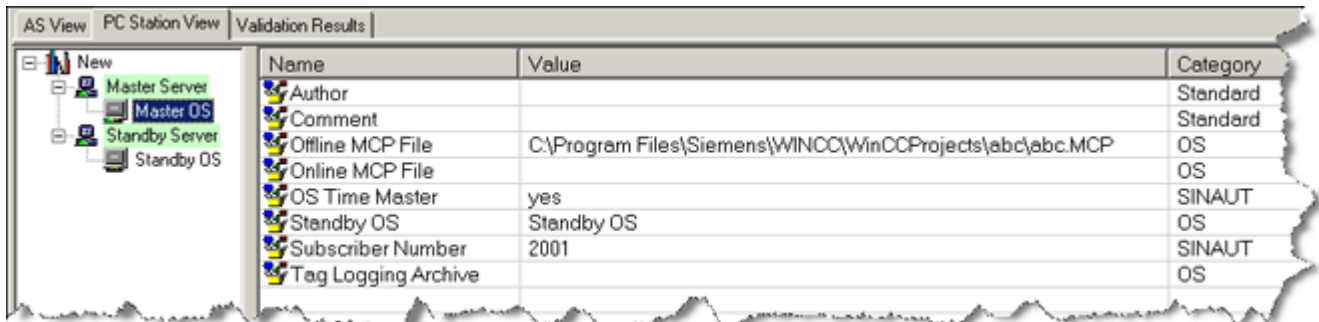 AS View PC Station View Validation Results
New
Master Server
Master OS
Standby Server
Standby OS
Name Value Category
Author Standard
Comment Standard
Offline MCP File C:\Program Files\Siemens\WINCC\WinCCProjects\abc\abc.MCP OS
Online MCP File OS
OS Time Master yes SINAUT
Standby OS Standby OS OS
Subscriber Number 2001 SINAUT
Tag Logging Archive OS